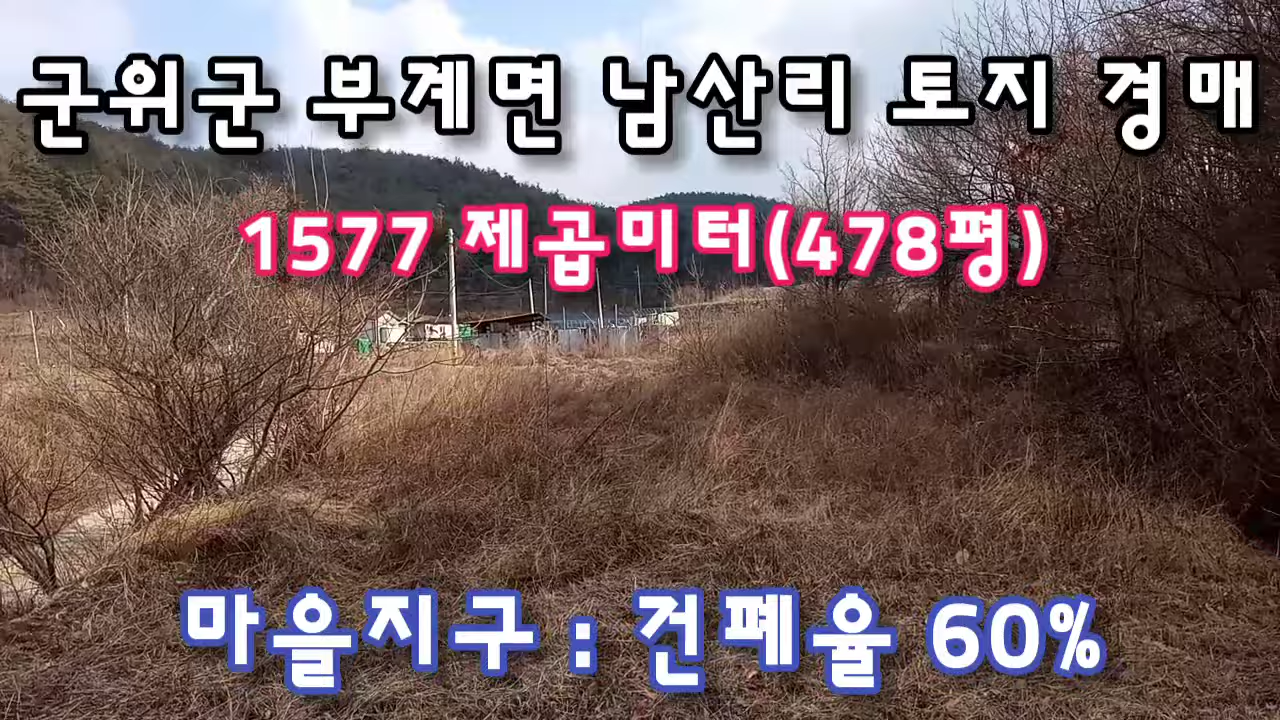 군위군 부계면 남산리 토지 경매
1577 제곱미터(478평)
마을지구 : 건폐율 60%